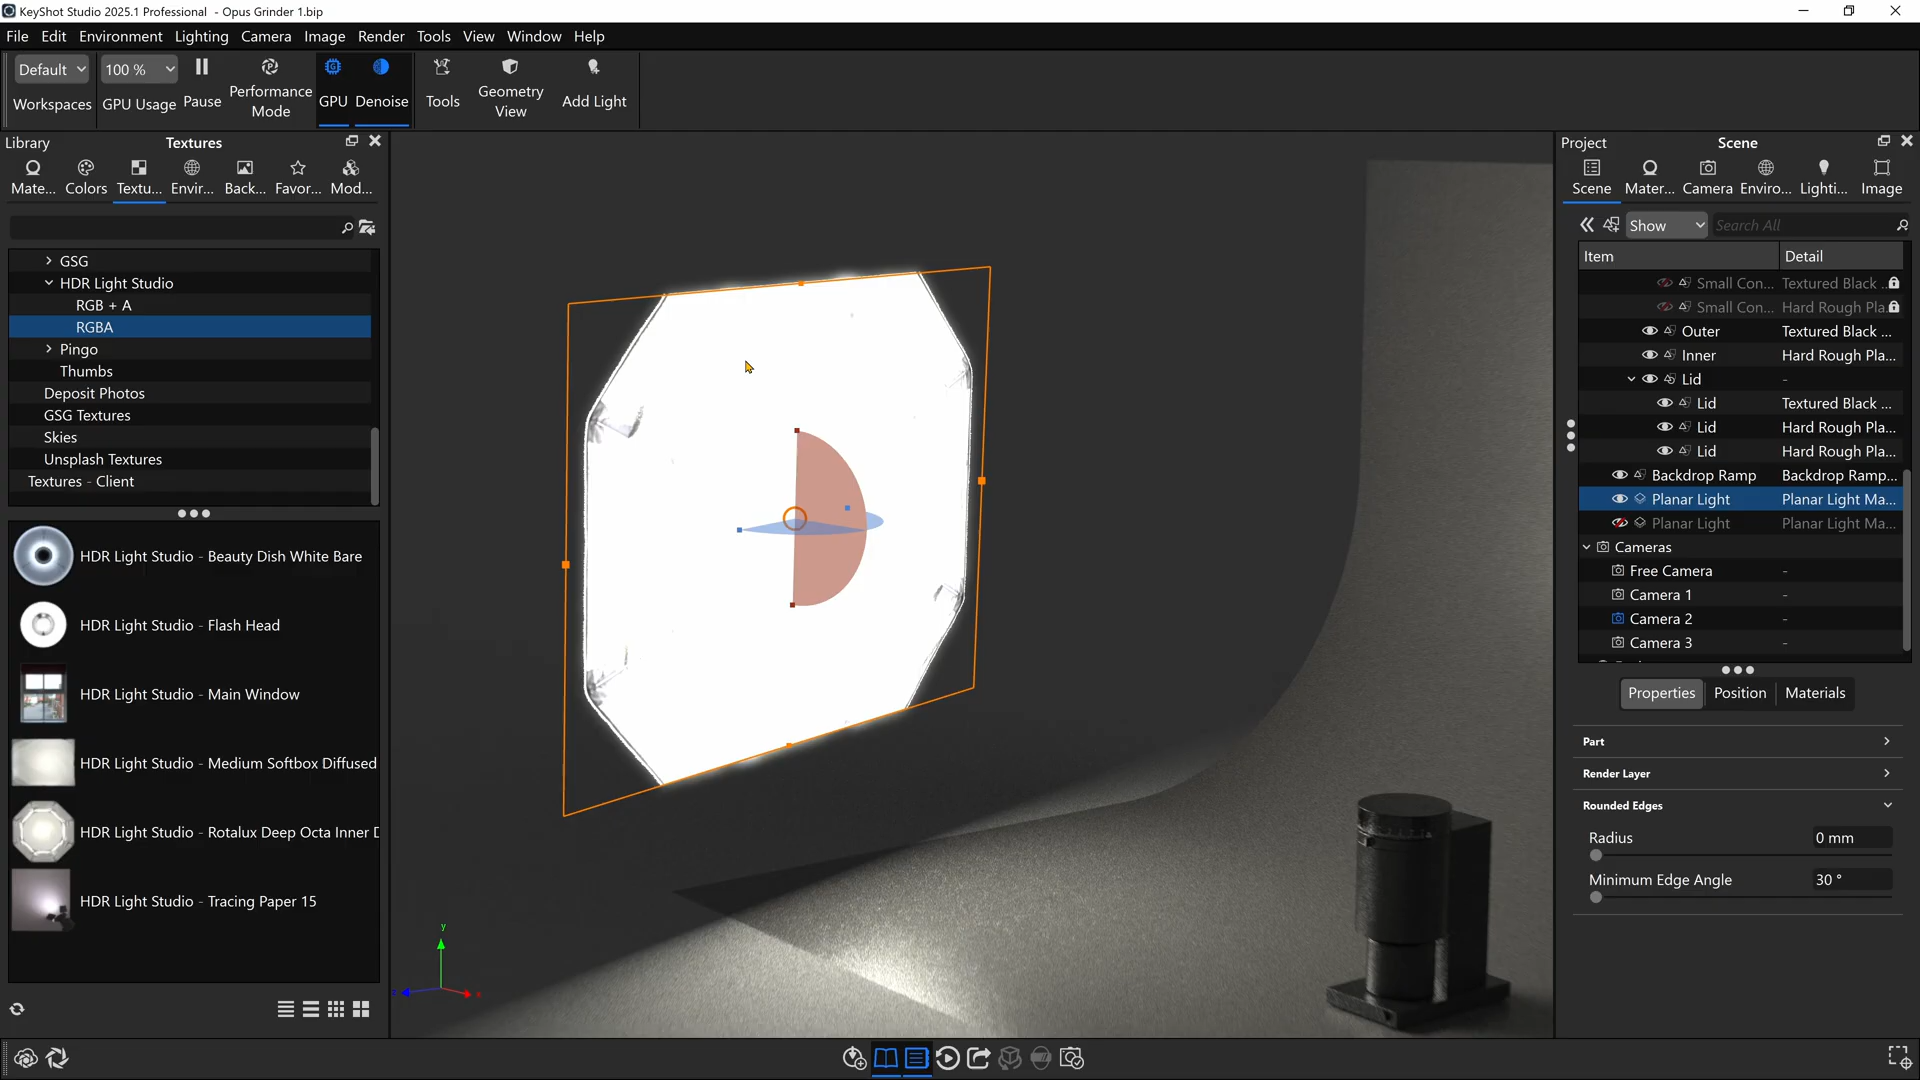 KeyShot Studio 2025.1 Professional - Opus Grinder 1.bip
File Edit Environment Lighting Camera Image Render Tools View Window Help
Default
Workspaces
100 %
GPU Usage
Pause
Performance
Mode
GPU
Denoise
Tools
Geometry
View
Add Light
Library
Textures
Mate... Colors Textu... Envir... Back... Favor... Mod...
GSG
HDR Light Studio
RGB + A
RGBA
Pingo
Thumbs
Deposit Photos
GSG Textures
Skies
Unsplash Textures
Textures - Client
HDR Light Studio - Beauty Dish White Bare
HDR Light Studio - Flash Head
HDR Light Studio - Main Window
HDR Light Studio - Medium Softbox Diffused
HDR Light Studio - Rotalux Deep Octa Inner D
HDR Light Studio - Tracing Paper 15
y
x
Project
Scene
Scene Mater... Camera Enviro... Lighti... Image
Show
Search All
Item Detail
Small Con... Textured Black ...
Small Con... Hard Rough Pla...
Outer Textured Black ...
Inner Hard Rough Pla...
Lid -
Lid Textured Black ...
Lid Hard Rough Pla...
Lid Hard Rough Pla...
Backdrop Ramp Backdrop Ramp...
Planar Light Planar Light Ma...
Planar Light Planar Light Ma...
Cameras
Free Camera -
Camera 1 -
Camera 2 -
Camera 3 -
Properties Position Materials
Part
Render Layer
Rounded Edges
Radius 0 mm
Minimum Edge Angle 30 °